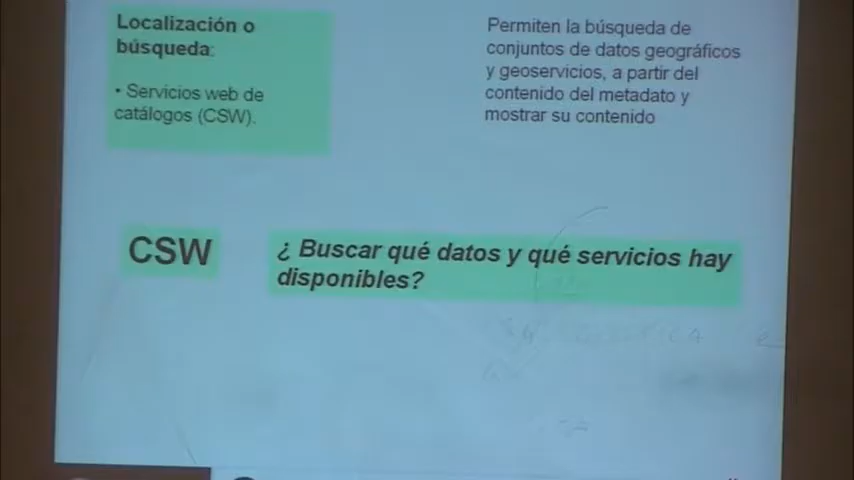 Localización o
búsqueda:
• Servicios web de
catálogos (CSW).
Permiten la búsqueda de
conjuntos de datos geográficos
y geoservicios, a partir del
contenido del metadato y
mostrar su contenido
CSW
¿ Buscar qué datos y qué servicios hay
disponibles?